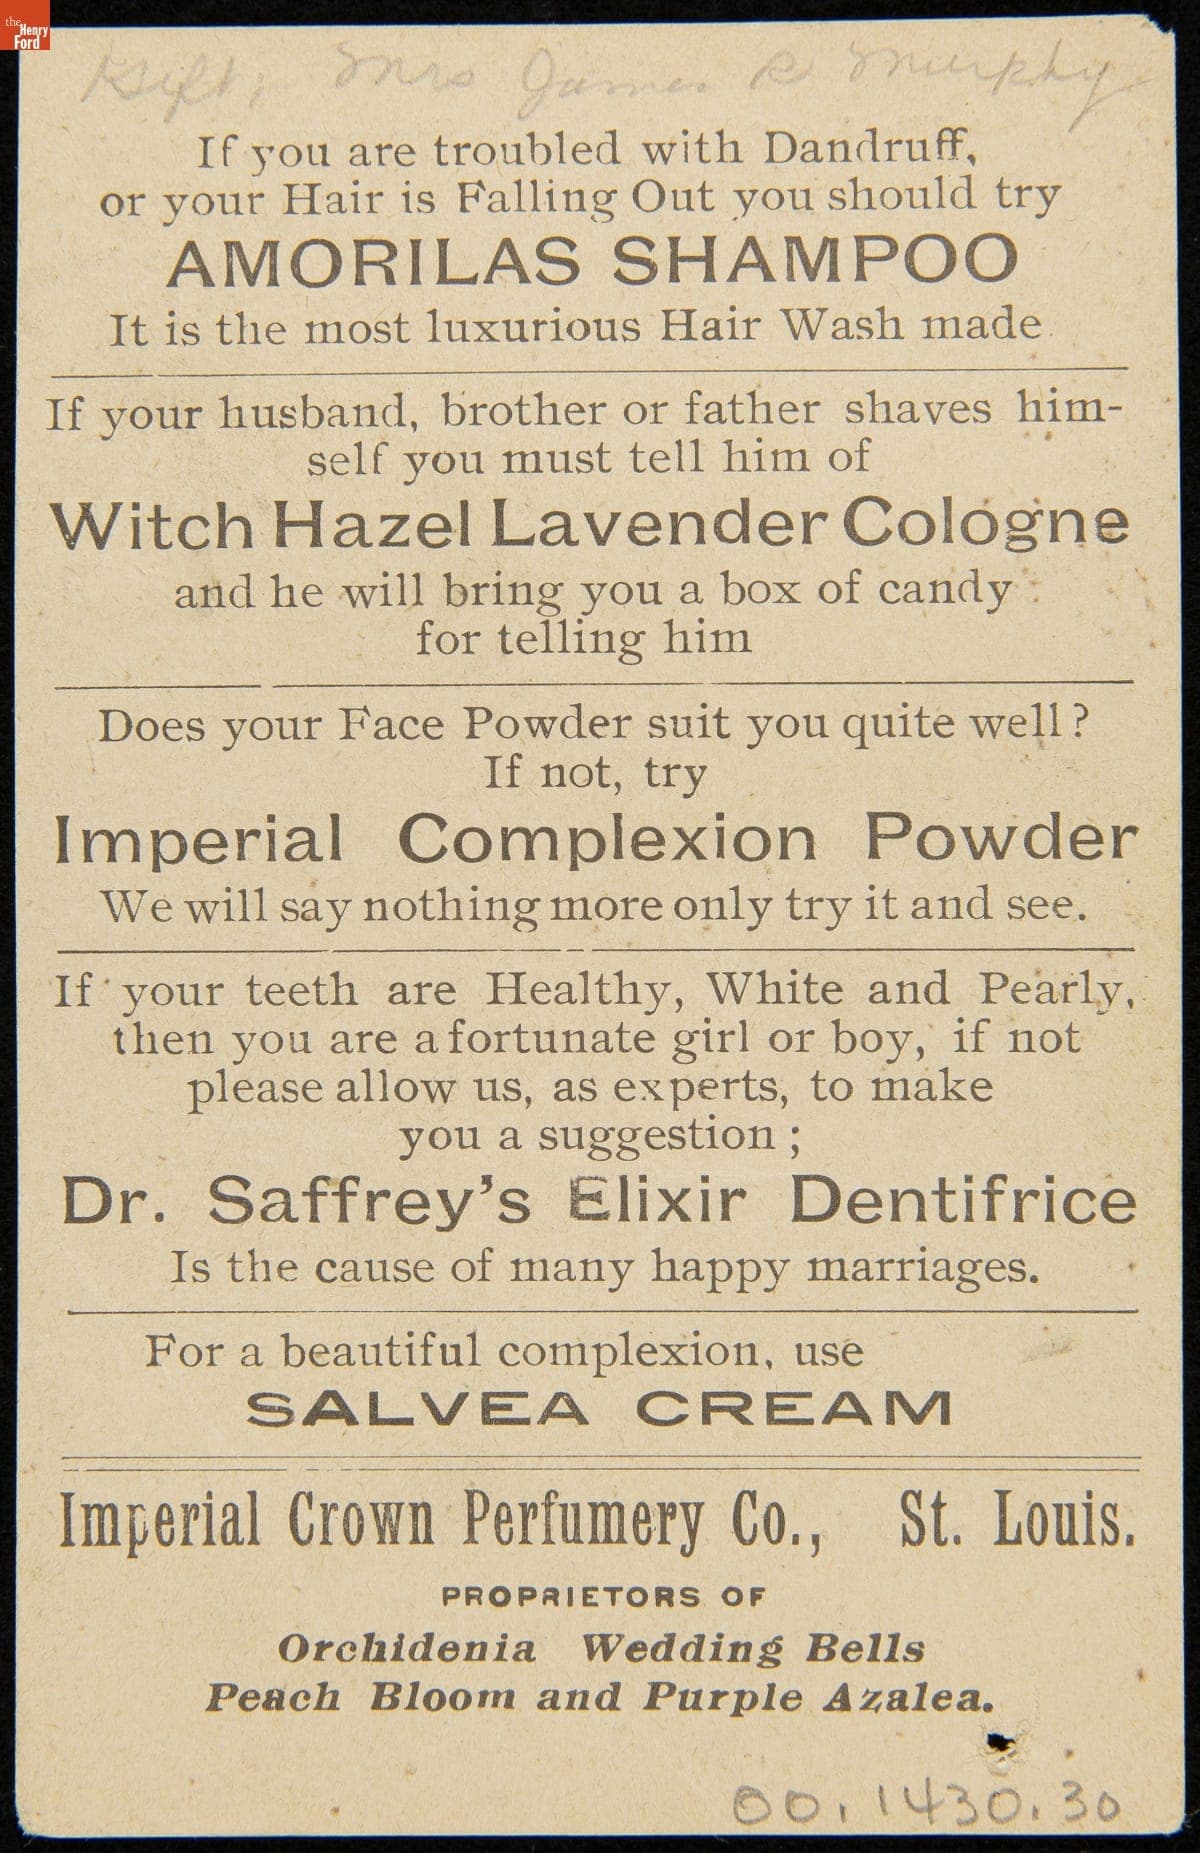 the
Henry
Ford
Gift, Mrs James R Murphy
If you are troubled with Dandruff,
or your Hair is Falling Out you should try
AMORILAS SHAMPOO
It is the most luxurious Hair Wash made
If your husband, brother or father shaves him-
self you must tell him of
Witch Hazel Lavender Cologne
and he will bring you a box of candy
for telling him
Does your Face Powder suit you quite well?
If not, try
Imperial Complexion Powder
We will say nothing more only try it and see.
If your teeth are Healthy, White and Pearly,
then you are a fortunate girl or boy, if not
please allow us, as experts, to make
you a suggestion;
Dr. Saffrey's Elixir Dentifrice
Is the cause of many happy marriages.
For a beautiful complexion, use
SALVEA CREAM
Imperial Crown Perfumery Co., St. Louis.
PROPRIETORS OF
Orchidenia Wedding Bells
Peach Bloom and Purple Azalea.
00.1430.30